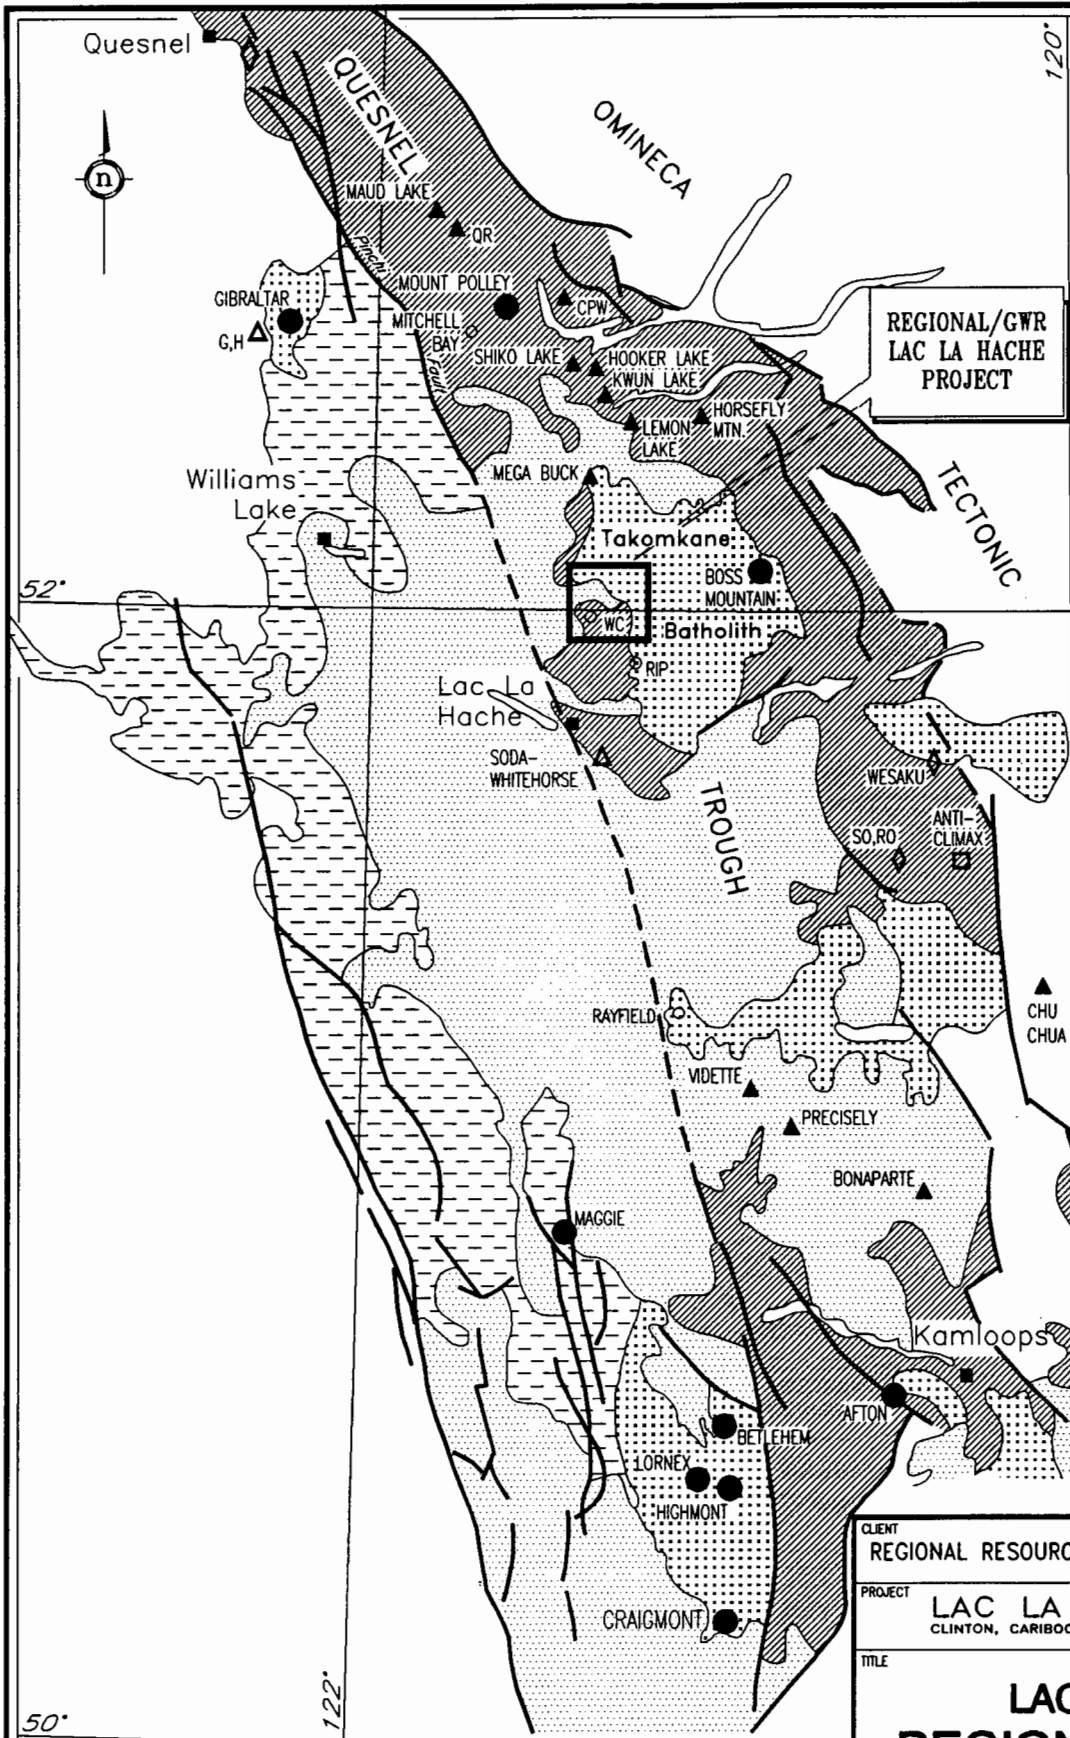 Quesnel
120°
QUESNEL
OMINECA
n
MAUD LAKE
QR
Pinchi
MOUNT POLLEY
CPW
GIBRALTAR
G,H
MITCHELL
BAY
SHIKO LAKE
HOOKER LAKE
KWUN LAKE
Fault
LEMON
LAKE
HORSEFLY
MTN.
REGIONAL/GWR
LAC LA HACHE
PROJECT
MEGA BUCK
TECTONIC
Williams
Lake
Takomkane
BOSS
MOUNTAIN
52°
WC
Batholith
RIP
Lac La
Hache
SODA-
WHITEHORSE
WESAKU
TROUGH
SO,RO
ANTI-
CLIMAX
CHU
CHUA
RAYFIELD
VIDETTE
PRECISELY
BONAPARTE
MAGGIE
Kamloops
AFTON
BETLEHEM
LORNEX
HIGHMONT
CRAIGMONT
122°
50°
CLIENT
REGIONAL RESOURC
PROJECT
LAC LA
CLINTON, CARIBOO
TITLE
LAC
REGION